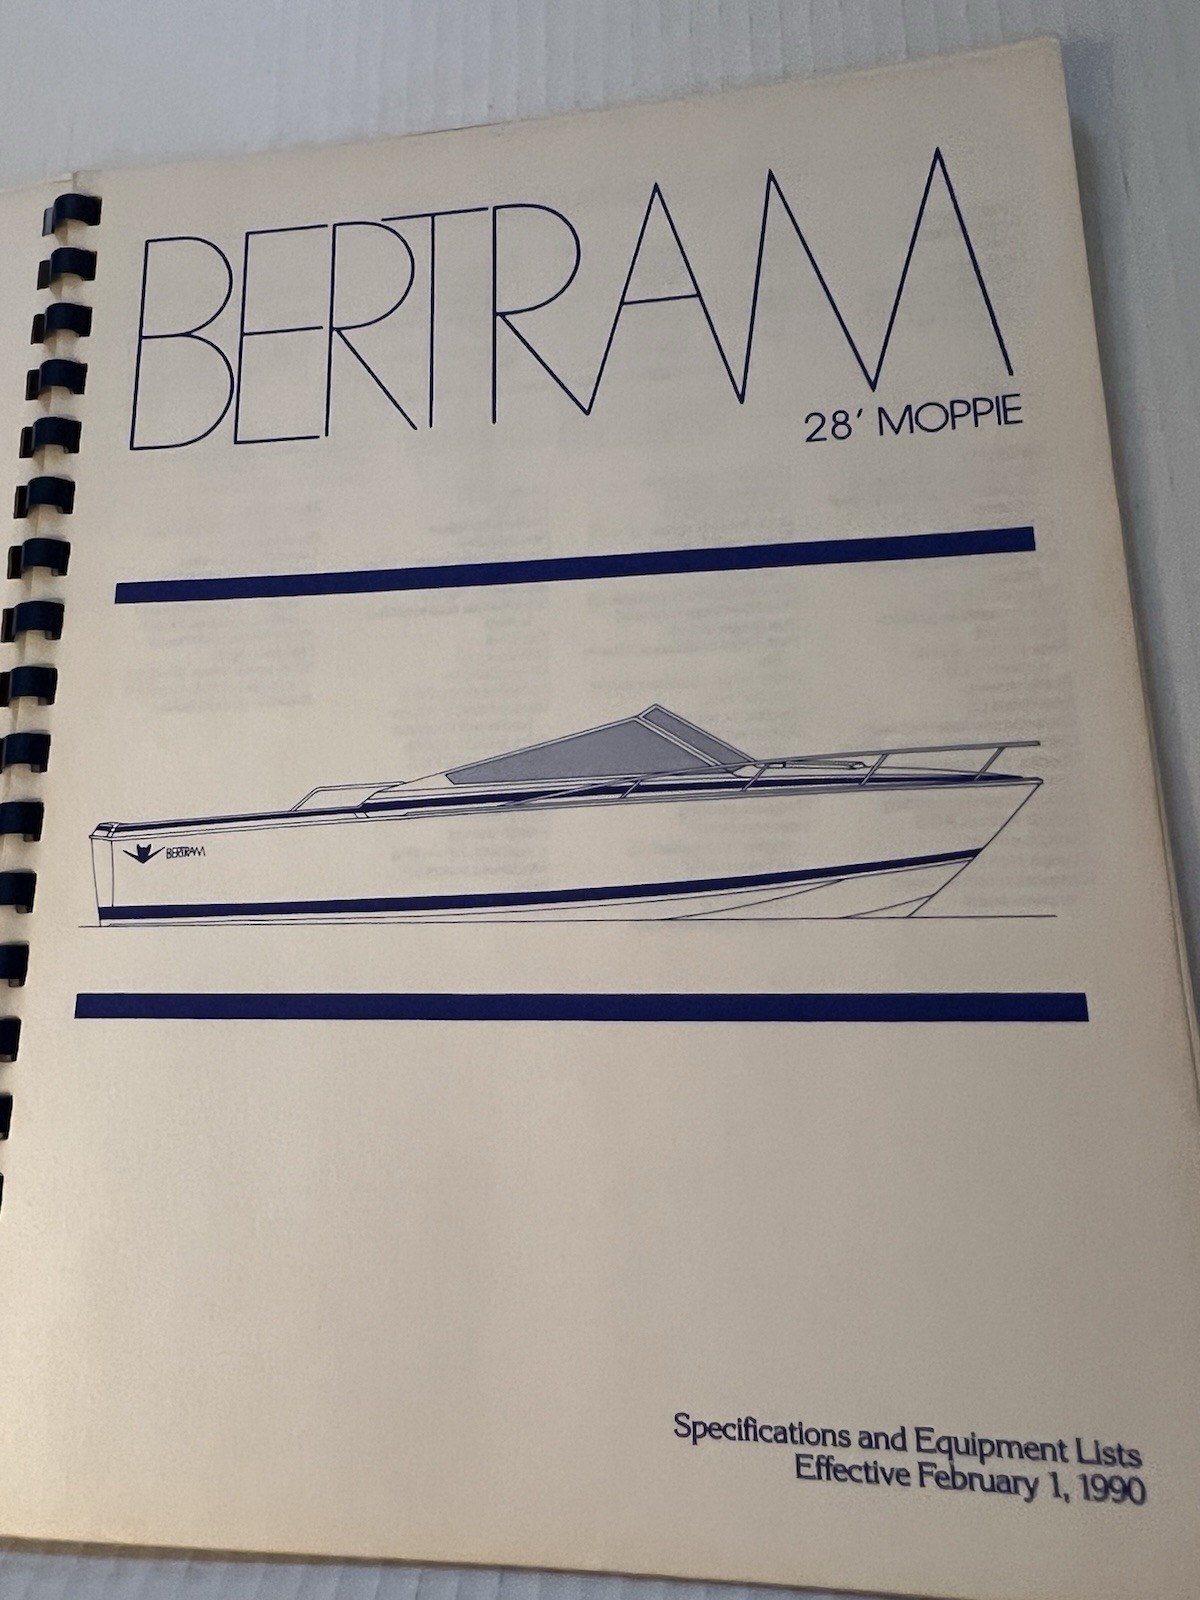 BERTRAM
28' MOPPIE
BERTRAM
Specifications and Equipment Lists
Effective February 1, 1990